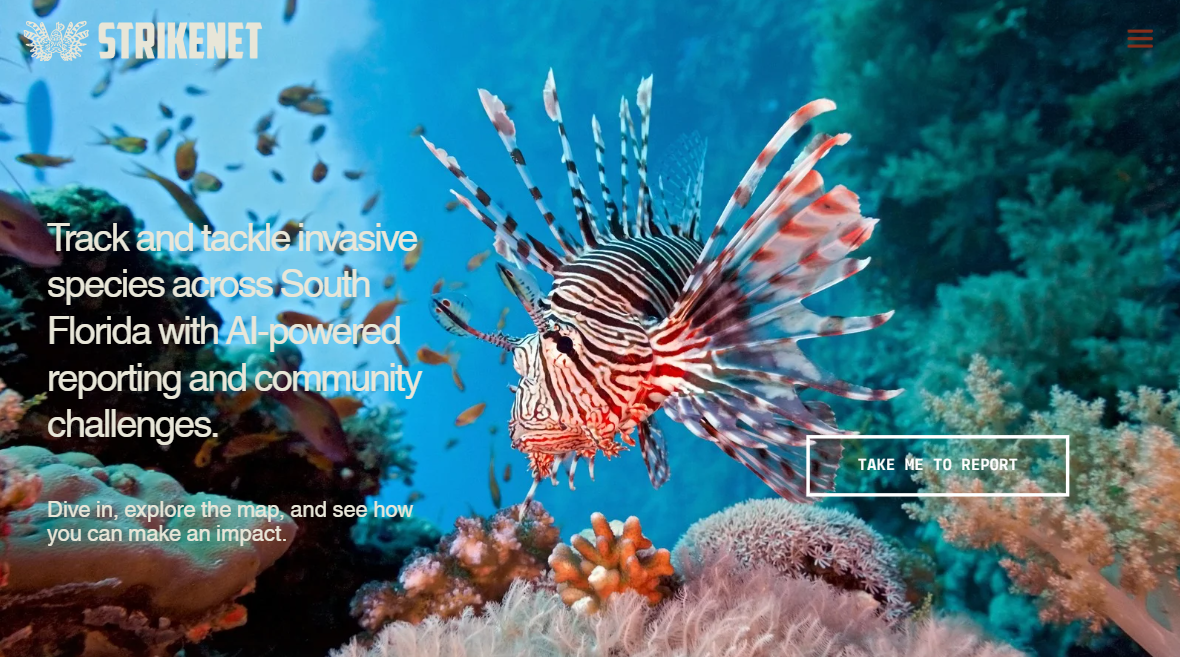 STRIKENET
Track and tackle invasive
species across South
Florida with AI-powered
reporting and community
challenges.
TAKE ME TO REPORT
Dive in, explore the map, and see how
you can make an impact.